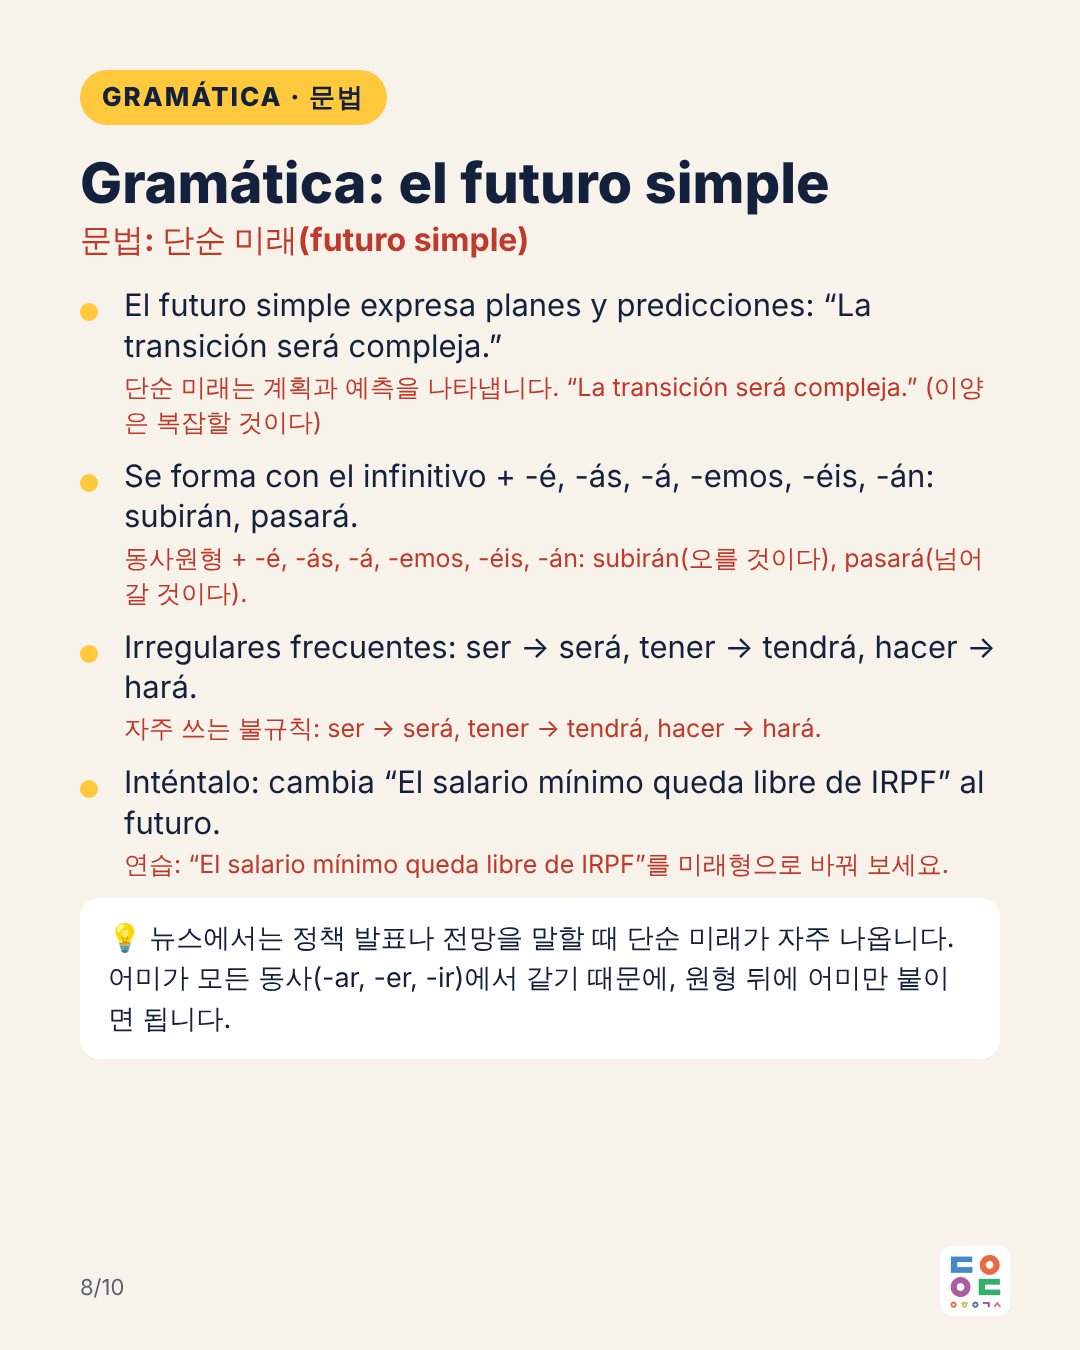 GRAMÁTICA · 문법
Gramática: el futuro simple
문법: 단순 미래(futuro simple)
El futuro simple expresa planes y predicciones: “La
transición será compleja.”
단순 미래는 계획과 예측을 나타냅니다. “La transición será compleja.” (이양
은 복잡할 것이다)
Se forma con el infinitivo + -é, -ás, -á, -emos, -éis, -án:
subirán, pasará.
동사원형 + -é, -ás, -á, -emos, -éis, -án: subirán(오를 것이다), pasará(넘어
갈 것이다).
Irregulares frecuentes: ser → será, tener → tendrá, hacer →
hará.
자주 쓰는 불규칙: ser → será, tener → tendrá, hacer → hará.
Inténtalo: cambia “El salario mínimo queda libre de IRPF” al
futuro.
연습: “El salario mínimo queda libre de IRPF”를 미래형으로 바꿔 보세요.
💡 뉴스에서는 정책 발표나 전망을 말할 때 단순 미래가 자주 나옵니다.
어미가 모든 동사(-ar, -er, -ir)에서 같기 때문에, 원형 뒤에 어미만 붙이
면 됩니다.
8/10